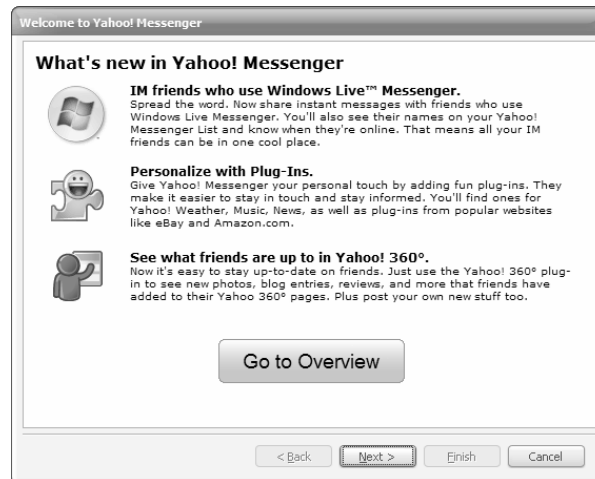 Welcome to Yahoo! Messenger
What's new in Yahoo! Messenger
IM friends who use Windows Live™ Messenger.
Spread the word. Now share instant messages with friends who use
Windows Live Messenger. You'll also see their names on your Yahoo!
Messenger List and know when they're online. That means all your IM
friends can be in one cool place.
Personalize with Plug-Ins.
Give Yahoo! Messenger your personal touch by adding fun plug-ins. They
make it easier to stay in touch and stay informed. You'll find ones for
Yahoo! Weather, Music, News, as well as plug-ins from popular websites
like eBay and Amazon.com.
See what friends are up to in Yahoo! 360°.
Now it's easy to stay up-to-date on friends. Just use the Yahoo! 360° plug-
in to see new photos, blog entries, reviews, and more that friends have
added to their Yahoo 360° pages. Plus post your own new stuff too.
Go to Overview
< Back Next > Finish Cancel